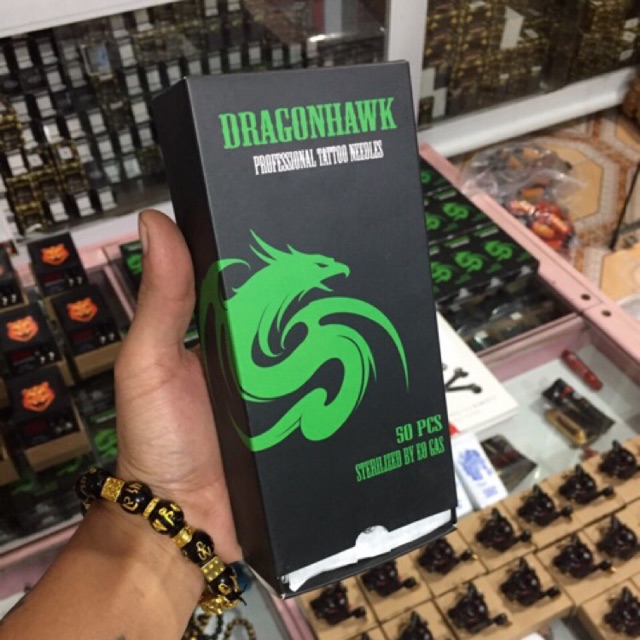 DRAGONHAWK
PROFESSIONAL TATTOO NEEDLES
50 PCS
STERILIZED BY EO GAS